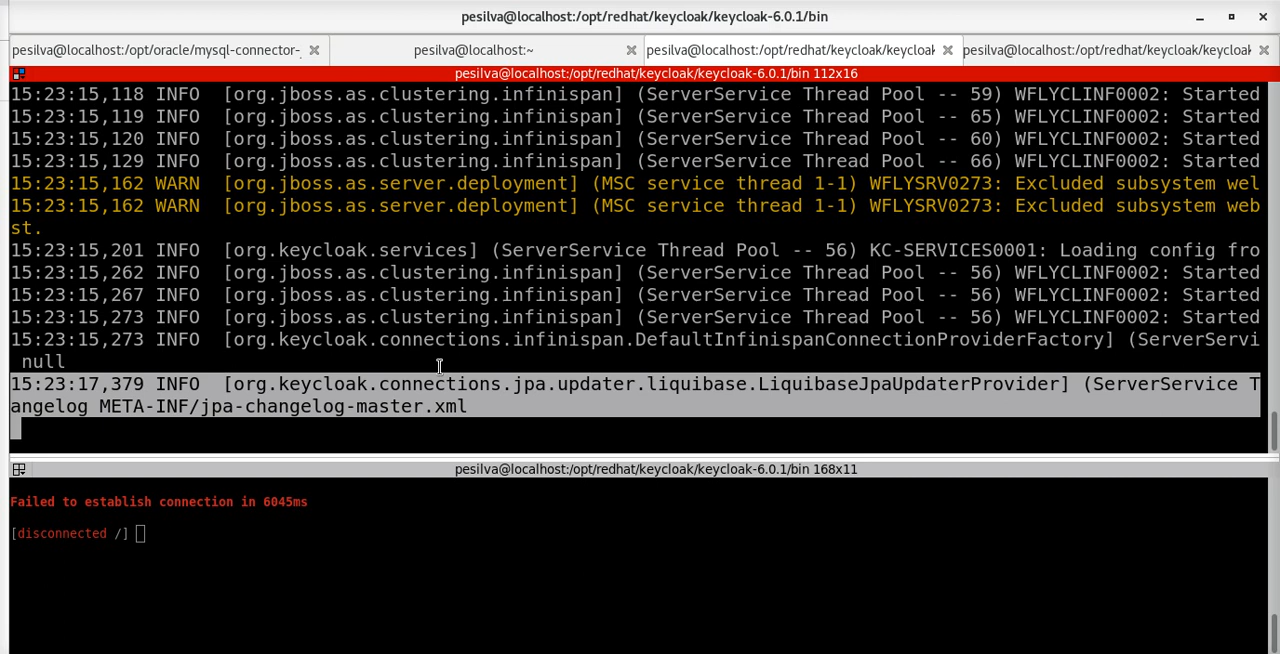 pesilva@localhost:/opt/redhat/keycloak/keycloak-6.0.1/bin
pesilva@localhost:/opt/oracle/mysql-connector-
pesilva@localhost:~
pesilva@localhost:/opt/redhat/keycloak/keycloak
pesilva@localhost:/opt/redhat/keycloak/keycloak
pesilva@localhost:/opt/redhat/keycloak/keycloak-6.0.1/bin 112x16
15:23:15,118 INFO  [org.jboss.as.clustering.infinispan] (ServerService Thread Pool -- 59) WFLYCLINF0002: Started
15:23:15,119 INFO  [org.jboss.as.clustering.infinispan] (ServerService Thread Pool -- 65) WFLYCLINF0002: Started
15:23:15,120 INFO  [org.jboss.as.clustering.infinispan] (ServerService Thread Pool -- 60) WFLYCLINF0002: Started
15:23:15,129 INFO  [org.jboss.as.clustering.infinispan] (ServerService Thread Pool -- 66) WFLYCLINF0002: Started
15:23:15,162 WARN  [org.jboss.as.server.deployment] (MSC service thread 1-1) WFLYSRV0273: Excluded subsystem wel
15:23:15,162 WARN  [org.jboss.as.server.deployment] (MSC service thread 1-1) WFLYSRV0273: Excluded subsystem web
st.
15:23:15,201 INFO  [org.keycloak.services] (ServerService Thread Pool -- 56) KC-SERVICES0001: Loading config fro
15:23:15,262 INFO  [org.jboss.as.clustering.infinispan] (ServerService Thread Pool -- 56) WFLYCLINF0002: Started
15:23:15,267 INFO  [org.jboss.as.clustering.infinispan] (ServerService Thread Pool -- 56) WFLYCLINF0002: Started
15:23:15,273 INFO  [org.jboss.as.clustering.infinispan] (ServerService Thread Pool -- 56) WFLYCLINF0002: Started
15:23:15,273 INFO  [org.keycloak.connections.infinispan.DefaultInfinispanConnectionProviderFactory] (ServerServi
null
15:23:17,379 INFO  [org.keycloak.connections.jpa.updater.liquibase.LiquibaseJpaUpdaterProvider] (ServerService T
angelog META-INF/jpa-changelog-master.xml
pesilva@localhost:/opt/redhat/keycloak/keycloak-6.0.1/bin 168x11
Failed to establish connection in 6045ms
[disconnected /]